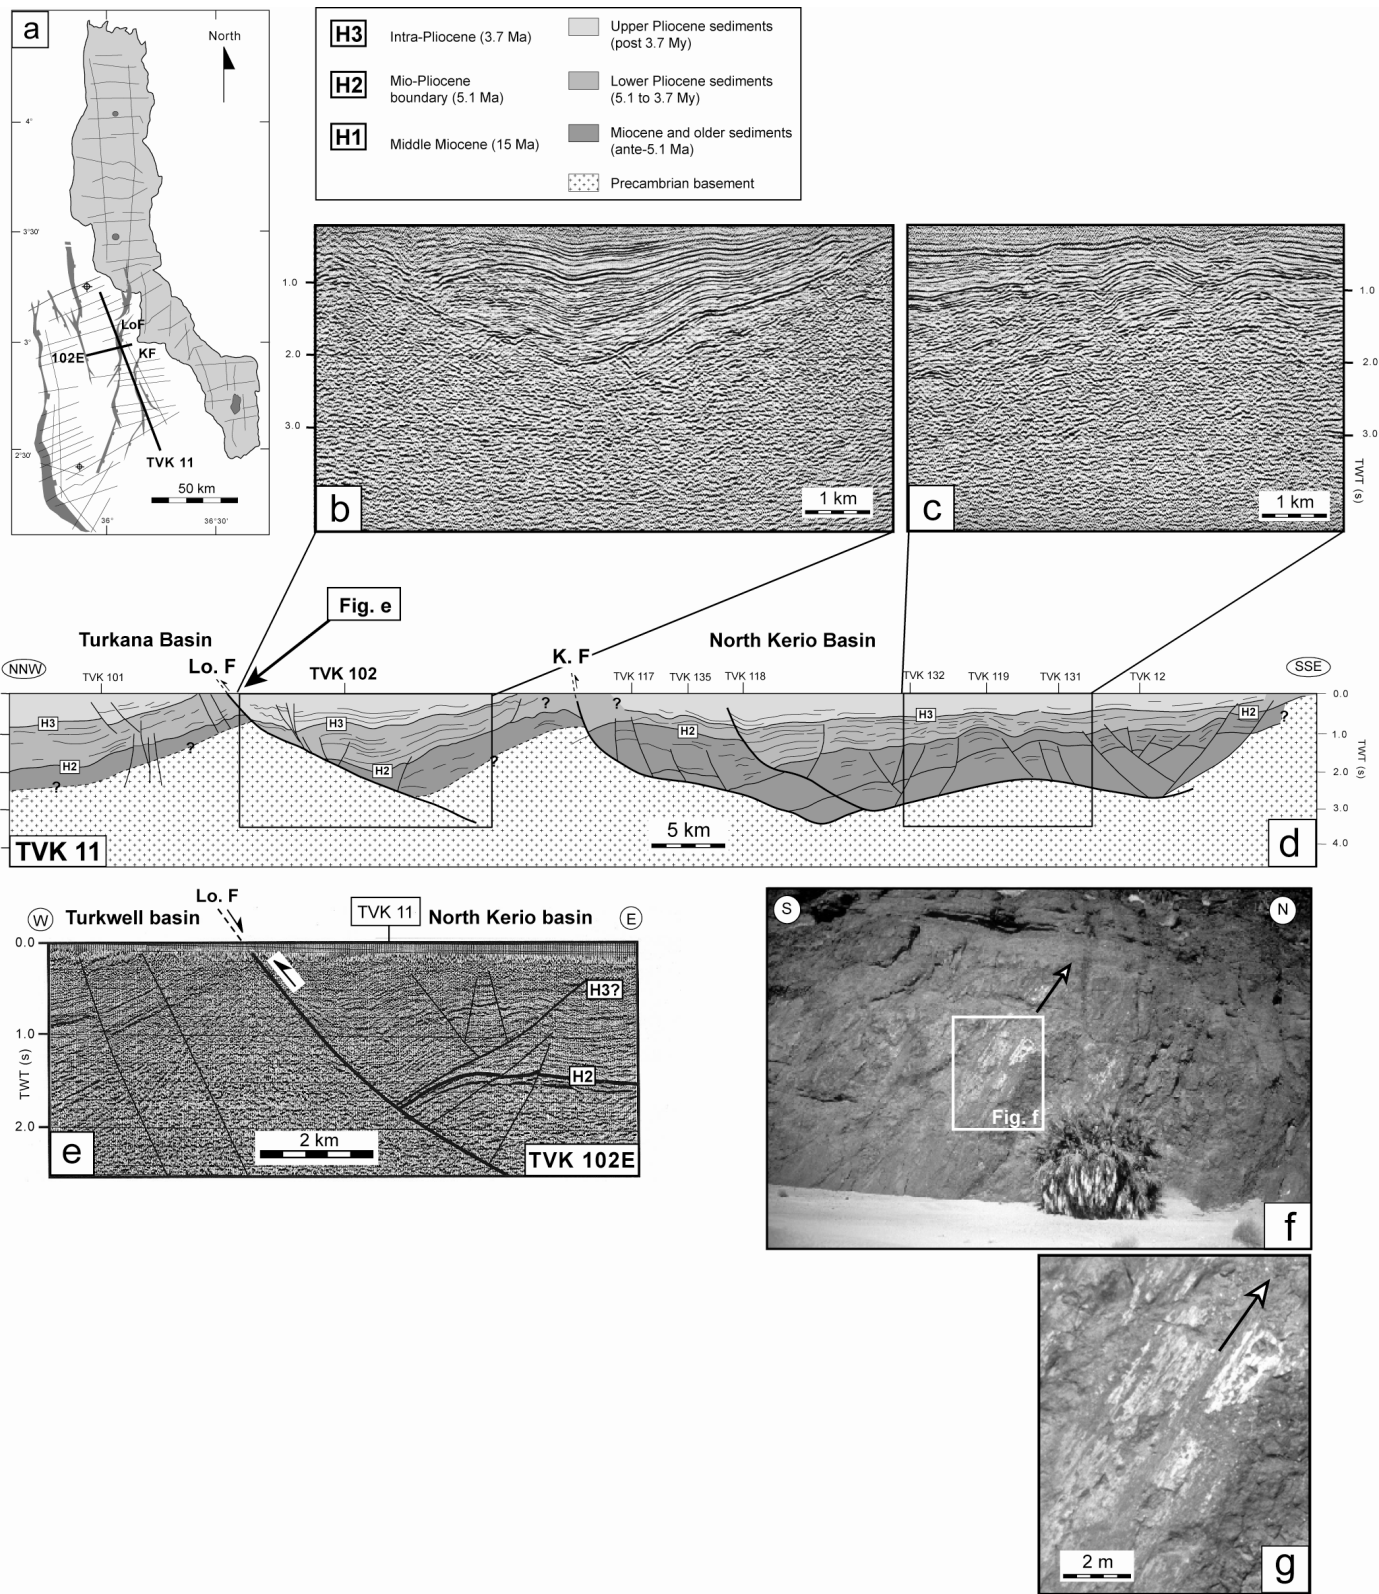 a
North
4°
3°30'
3°
2°30'
LoF
102E
KF
TVK 11
50 km
36°
36°30'
H3 Intra-Pliocene (3.7 Ma)
H2 Mio-Pliocene
boundary (5.1 Ma)
H1 Middle Miocene (15 Ma)
Upper Pliocene sediments
(post 3.7 My)
Lower Pliocene sediments
(5.1 to 3.7 My)
Miocene and older sediments
(ante-5.1 Ma)
Precambrian basement
1.0
2.0
3.0
b
1 km
c
1 km
1.0
2.0
3.0
TWT (s)
Fig. e
Turkana Basin
North Kerio Basin
NNW
TVK 101
Lo. F
TVK 102
K. F
TVK 117
TVK 135
TVK 118
TVK 132
TVK 119
TVK 131
TVK 12
SSE
H3
H2
?
?
H3
H2
?
?
?
H2
H3
H2
?
0.0
1.0
2.0
3.0
4.0
TWT (s)
5 km
TVK 11
d
Lo. F
W
Turkwell basin
TVK 11
North Kerio basin
E
0.0
1.0
2.0
TWT (s)
H3?
H2
2 km
e
TVK 102E
S
N
Fig. f
f
2 m
g